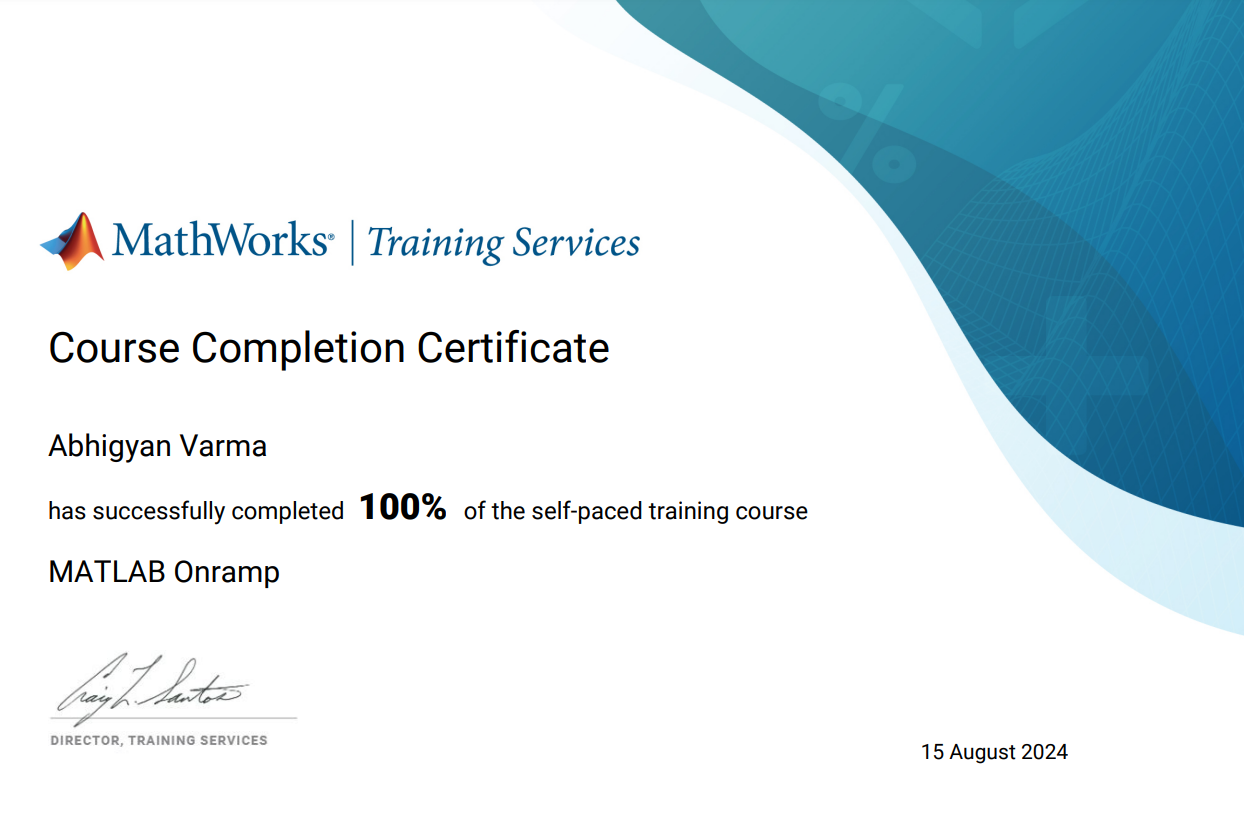 MathWorks® | Training Services
Course Completion Certificate
Abhigyan Varma
has successfully completed 100% of the self-paced training course
MATLAB Onramp
Craig L. Santos
DIRECTOR, TRAINING SERVICES
15 August 2024